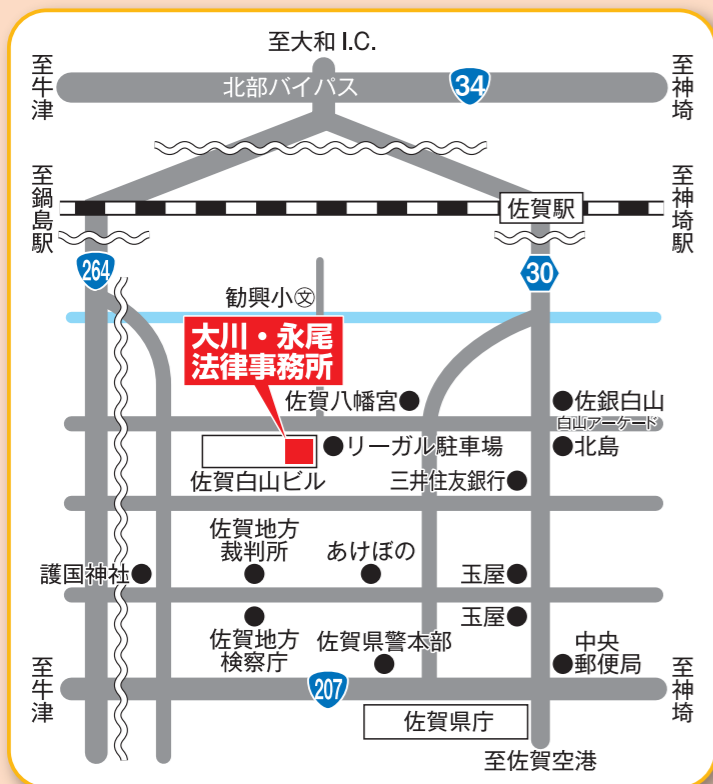 至大和 I.C.
至牛津
北部バイパス
34
至神埼
至鍋島駅
佐賀駅
至神埼駅
264
30
勧興小文
大川・永尾
法律事務所
佐賀八幡宮
佐銀白山
白山アーケード
リーガル駐車場
北島
佐賀白山ビル
三井住友銀行
佐賀地方
裁判所
あけぼの
護国神社
玉屋
玉屋
佐賀地方
検察庁
佐賀県警本部
中央
郵便局
至牛津
207
至神埼
佐賀県庁
至佐賀空港